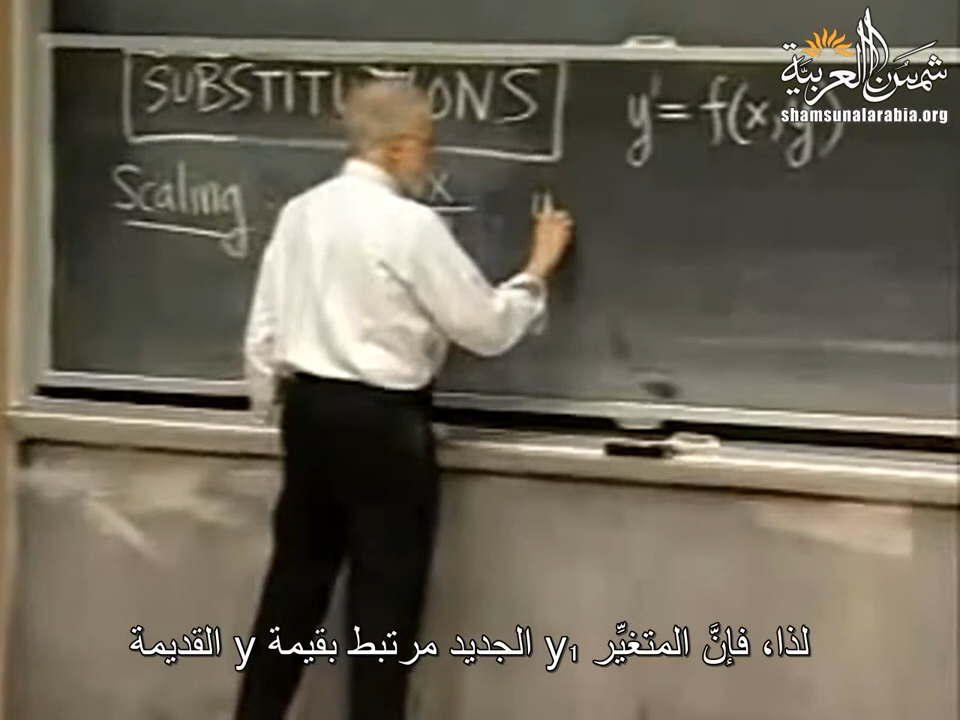 شمس العربية
shamsunalarabia.org
SUBSTITUTIONS
y' = f(x, y)
Scaling
x
لذا، فإنَّ المتغيِّر y₁ الجديد مرتبط بقيمة y القديمة